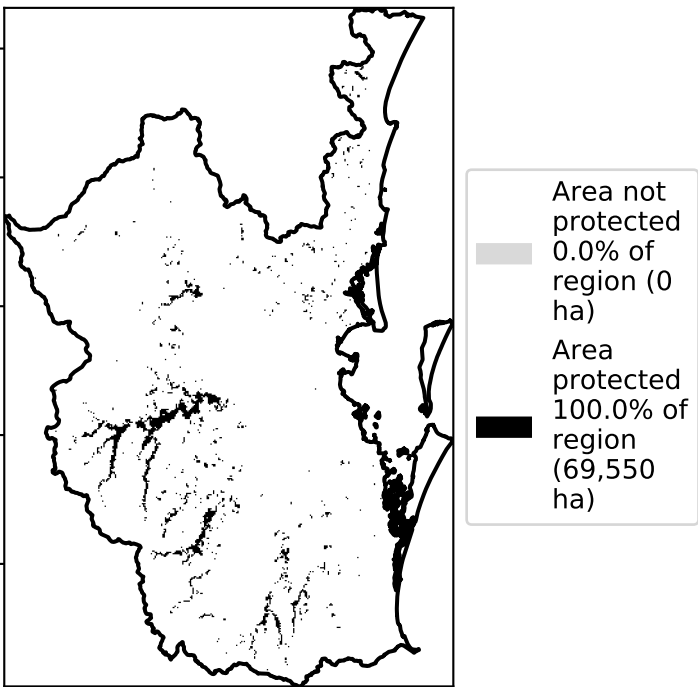 Area not
protected
0.0% of
region (0
ha)
Area
protected
100.0% of
region
(69,550
ha)